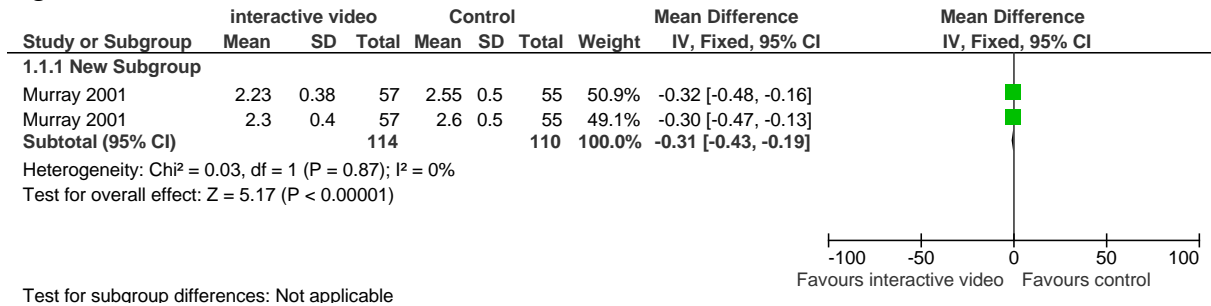 interactive video Control Mean Difference Mean Difference
Study or Subgroup Mean SD Total Mean SD Total Weight IV, Fixed, 95% CI IV, Fixed, 95% CI
1.1.1 New Subgroup
Murray 2001 2.23 0.38 57 2.55 0.5 55 50.9% -0.32 [-0.48, -0.16]
Murray 2001 2.3 0.4 57 2.6 0.5 55 49.1% -0.30 [-0.47, -0.13]
Subtotal (95% CI) 114 110 100.0% -0.31 [-0.43, -0.19]
Heterogeneity: Chi² = 0.03, df = 1 (P = 0.87); I² = 0%
Test for overall effect: Z = 5.17 (P < 0.00001)
-100 -50 0 50 100
Favours interactive video Favours control
Test for subgroup differences: Not applicable